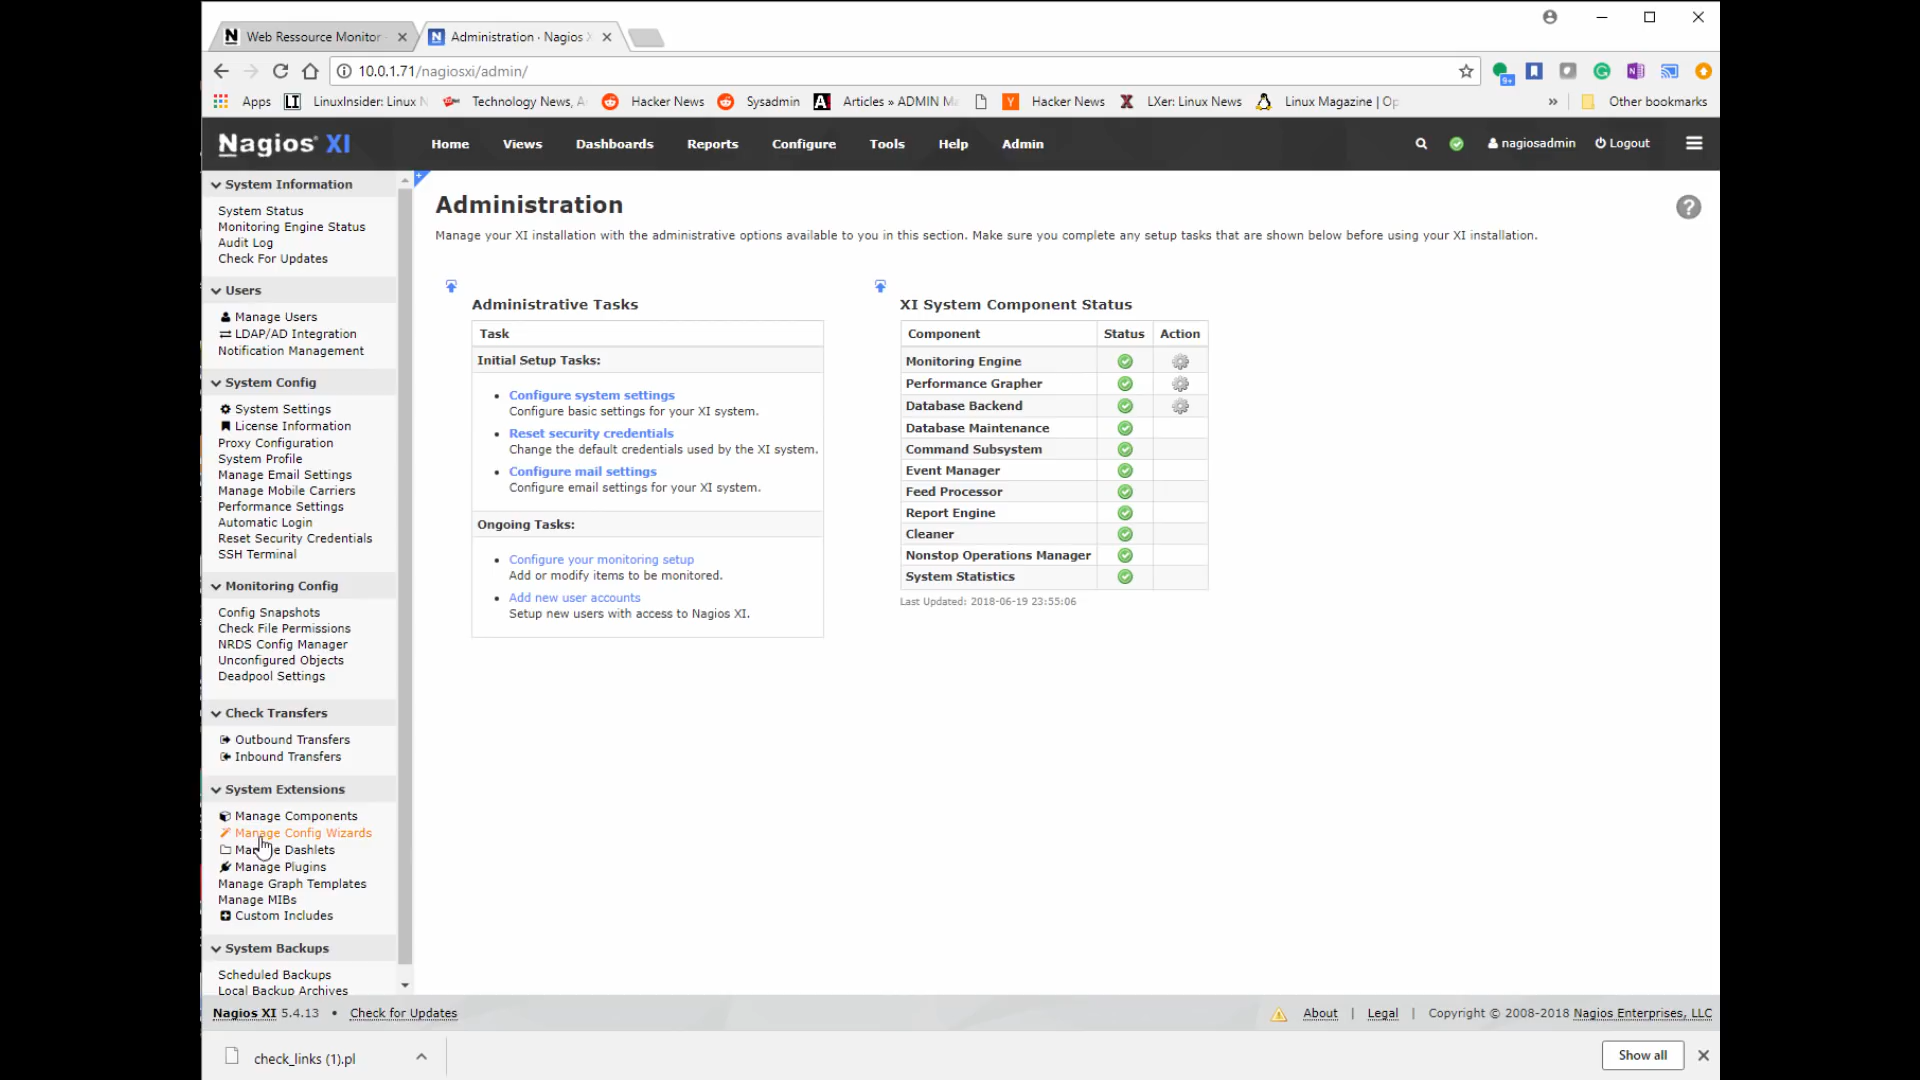 Web Ressource Monitor
Administration · Nagios X
10.0.1.71/nagiosxi/admin/
Apps
LinuxInsider: Linux N
Technology News, A
Hacker News
Sysadmin
Articles » ADMIN Ma
Hacker News
LXer: Linux News
Linux Magazine | Op
»
Other bookmarks
Nagios XI
Home
Views
Dashboards
Reports
Configure
Tools
Help
Admin
nagiosadmin
Logout
System Information
System Status
Monitoring Engine Status
Audit Log
Check For Updates
Users
Manage Users
LDAP/AD Integration
Notification Management
System Config
System Settings
License Information
Proxy Configuration
System Profile
Manage Email Settings
Manage Mobile Carriers
Performance Settings
Automatic Login
Reset Security Credentials
SSH Terminal
Monitoring Config
Config Snapshots
Check File Permissions
NRDS Config Manager
Unconfigured Objects
Deadpool Settings
Check Transfers
Outbound Transfers
Inbound Transfers
System Extensions
Manage Components
Manage Config Wizards
Manage Dashlets
Manage Plugins
Manage Graph Templates
Manage MIBs
Custom Includes
System Backups
Scheduled Backups
Local Backup Archives
Administration
Manage your XI installation with the administrative options available to you in this section. Make sure you complete any setup tasks that are shown below before using your XI installation.
Administrative Tasks
Task
Initial Setup Tasks:
• Configure system settings
Configure basic settings for your XI system.
• Reset security credentials
Change the default credentials used by the XI system.
• Configure mail settings
Configure email settings for your XI system.
Ongoing Tasks:
• Configure your monitoring setup
Add or modify items to be monitored.
• Add new user accounts
Setup new users with access to Nagios XI.
XI System Component Status
Component Status Action
Monitoring Engine
Performance Grapher
Database Backend
Database Maintenance
Command Subsystem
Event Manager
Feed Processor
Report Engine
Cleaner
Nonstop Operations Manager
System Statistics
Last Updated: 2018-06-19 23:55:06
Nagios XI 5.4.13 • Check for Updates
About | Legal | Copyright © 2008-2018 Nagios Enterprises, LLC
check_links (1).pl
Show all